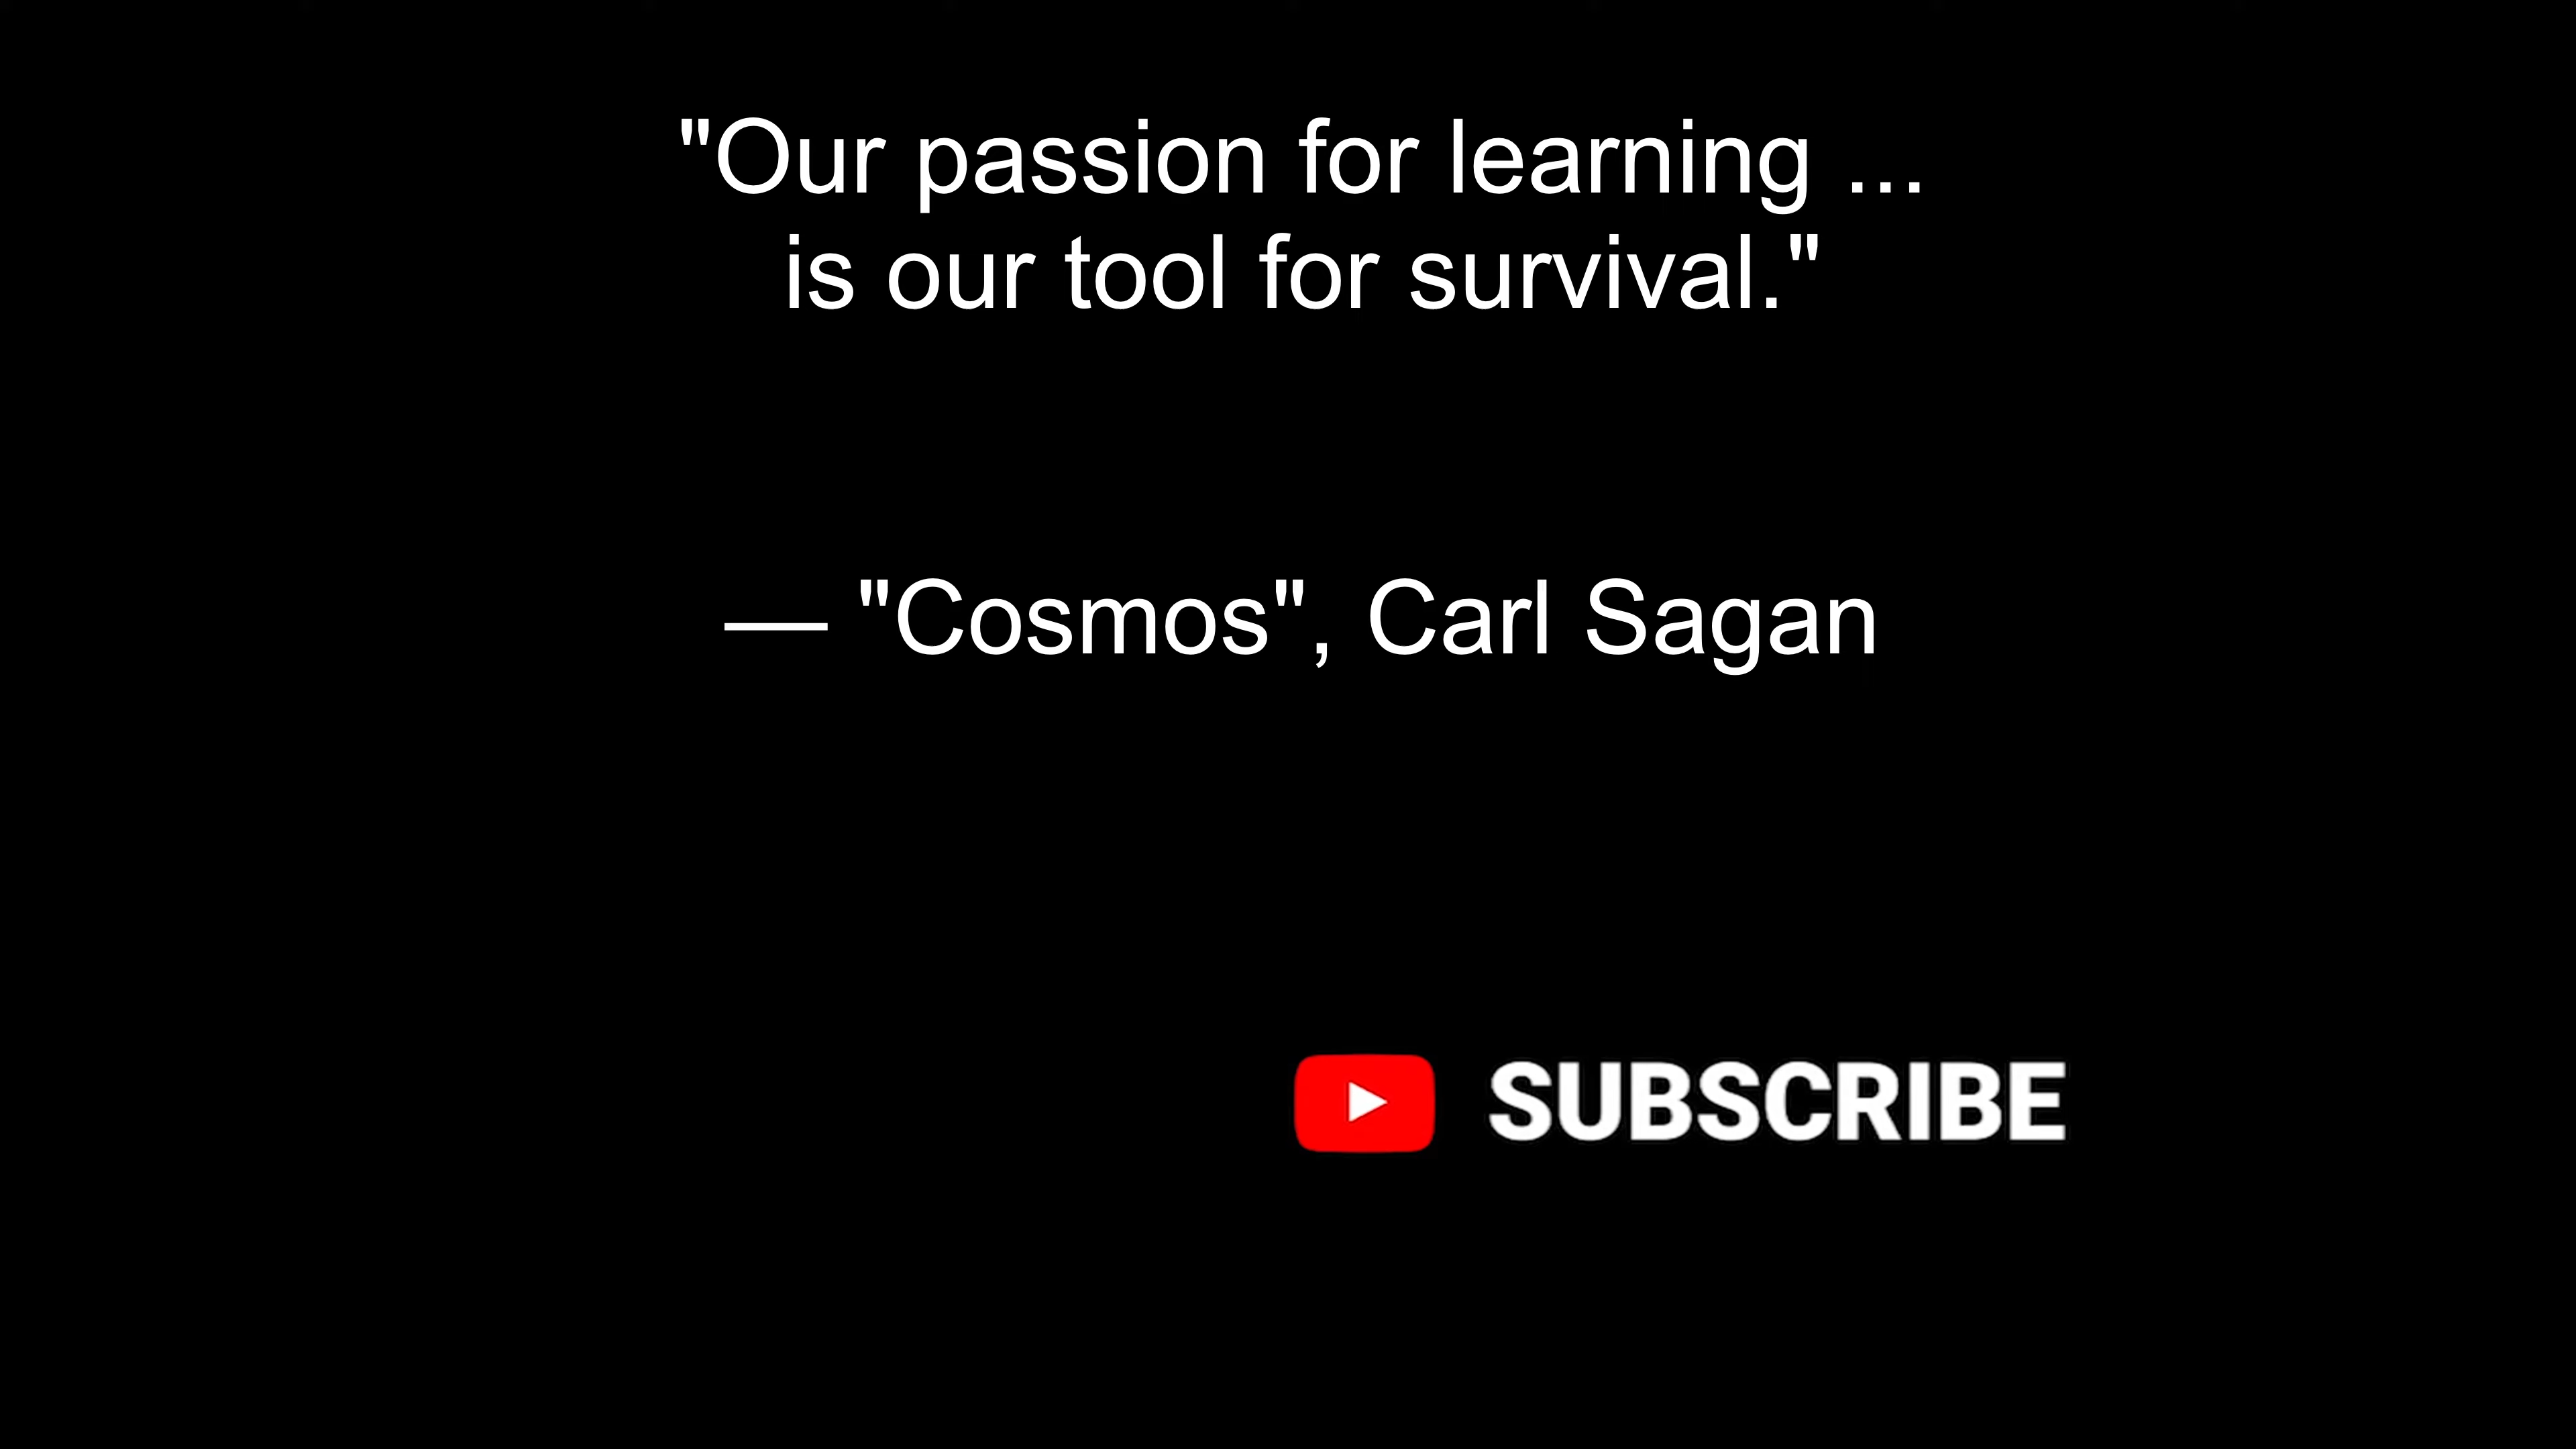 "Our passion for learning ...
is our tool for survival."
— "Cosmos", Carl Sagan
SUBSCRIBE